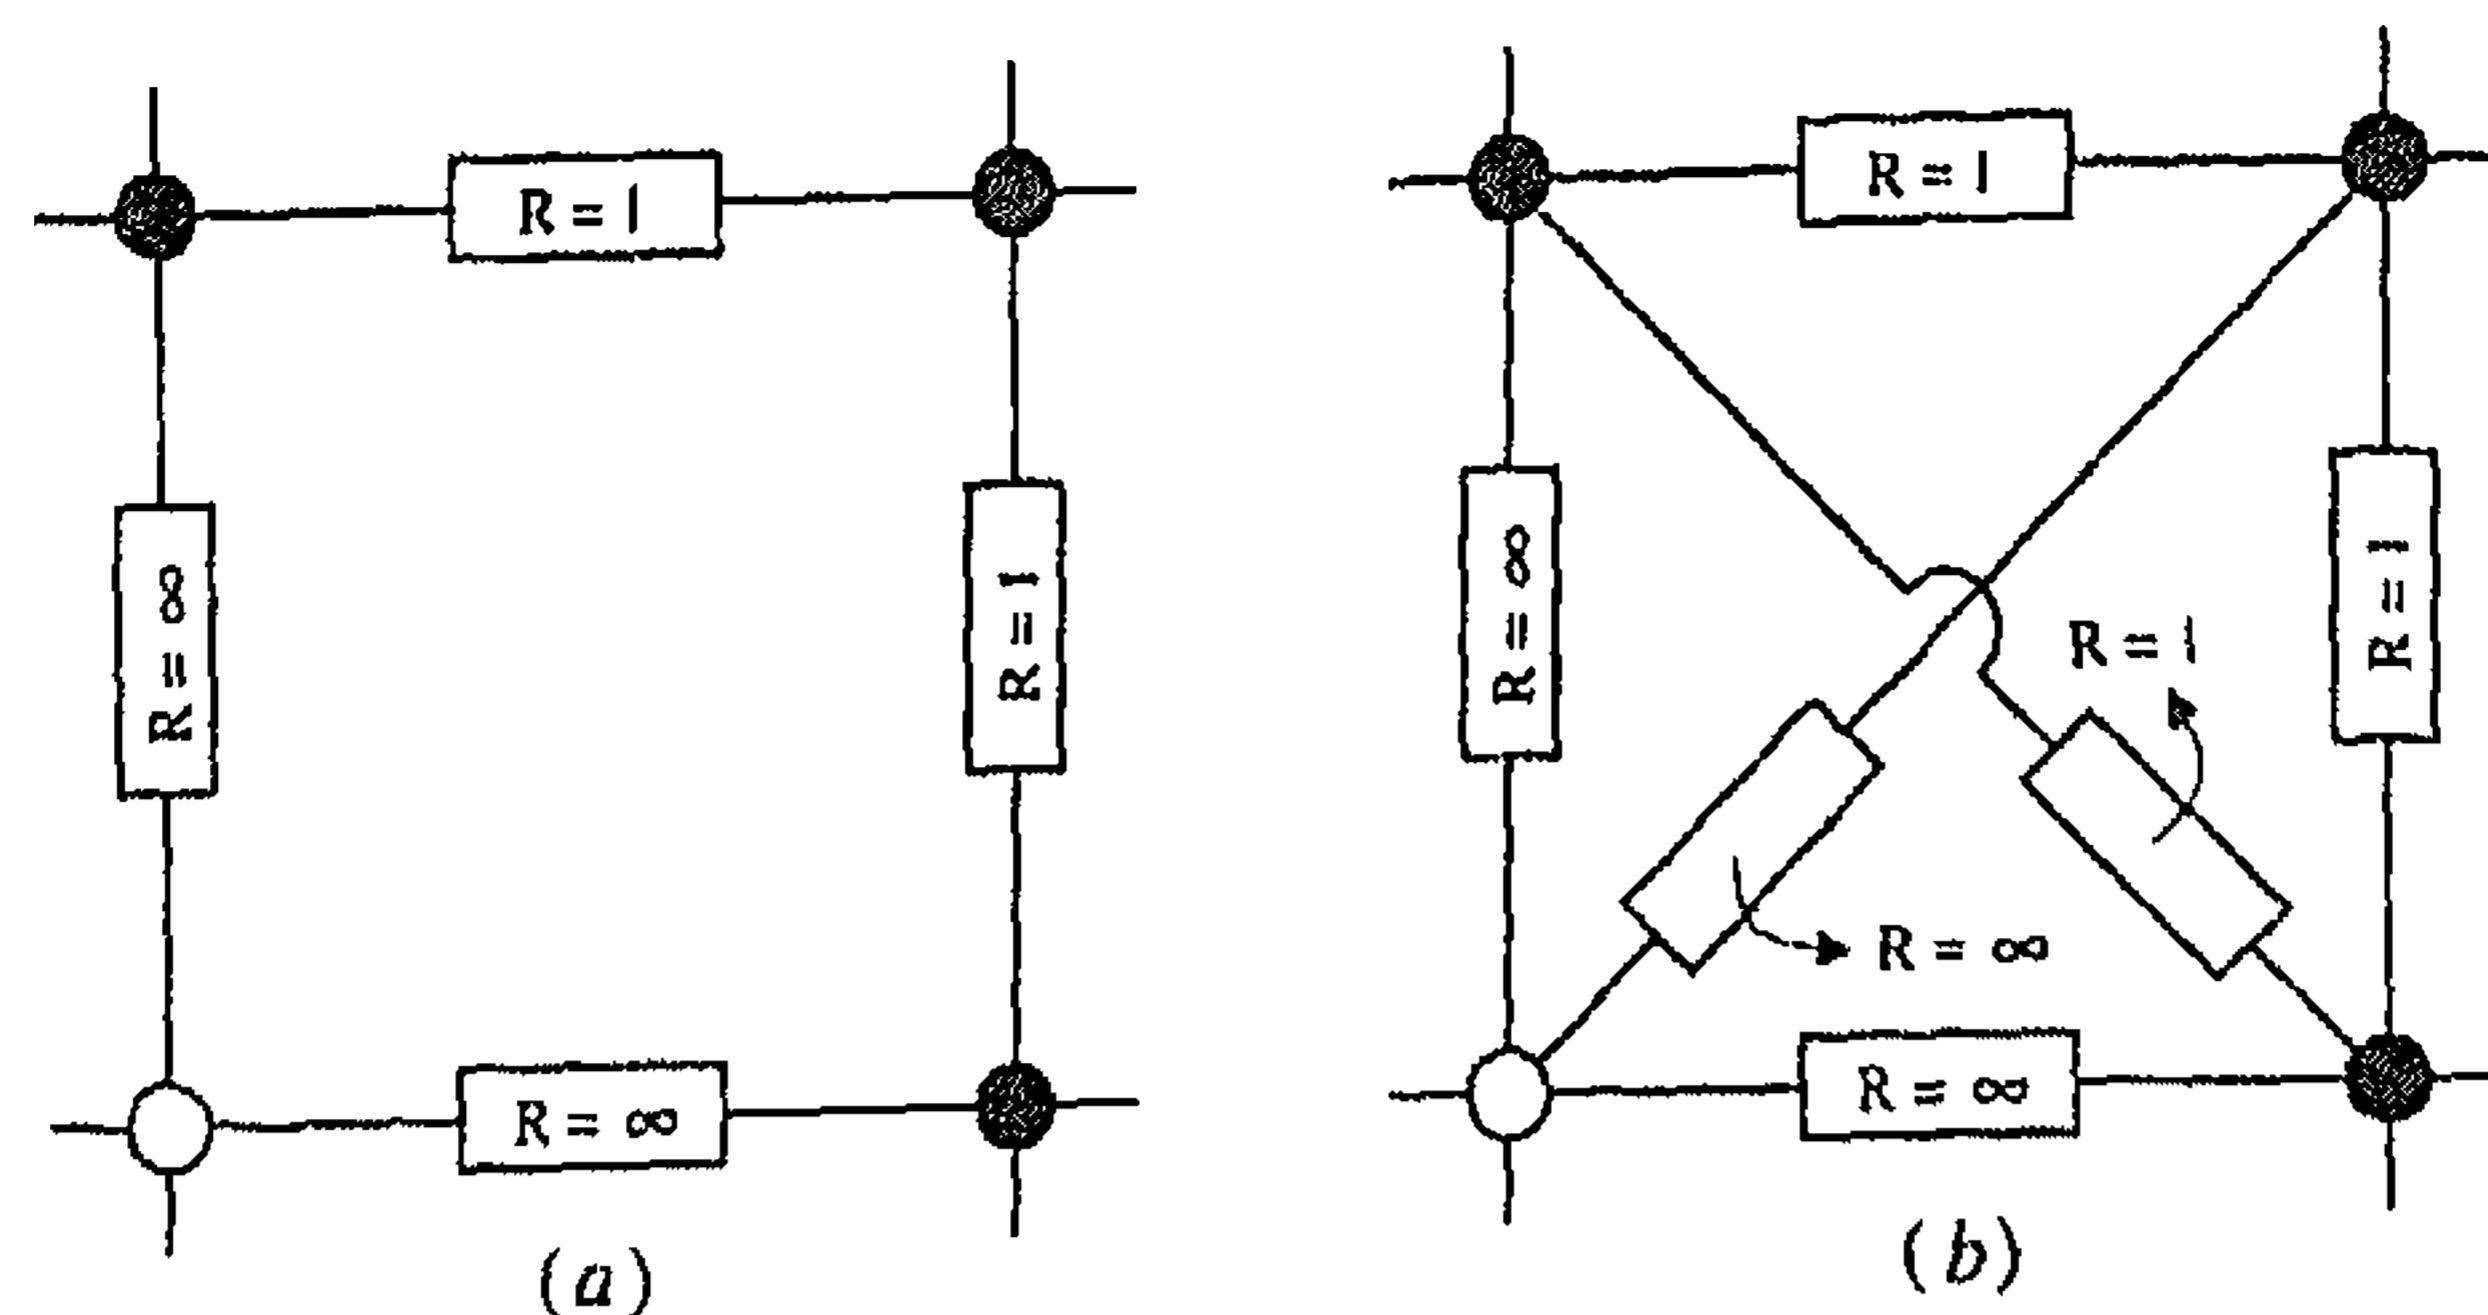 R = 1
R = ∞
R = 1
R = ∞
(a)
R = 1
R = ∞
R = 1
R = 1
R = ∞
R = ∞
(b)